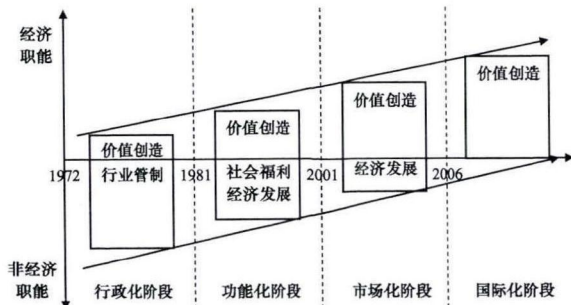 经济
职能
价值创造
价值创造
价值创造
价值创造
行业管制
社会福利
经济发展
经济发展
1972
1981
2001
2006
非经济
职能
行政化阶段
功能化阶段
市场化阶段
国际化阶段